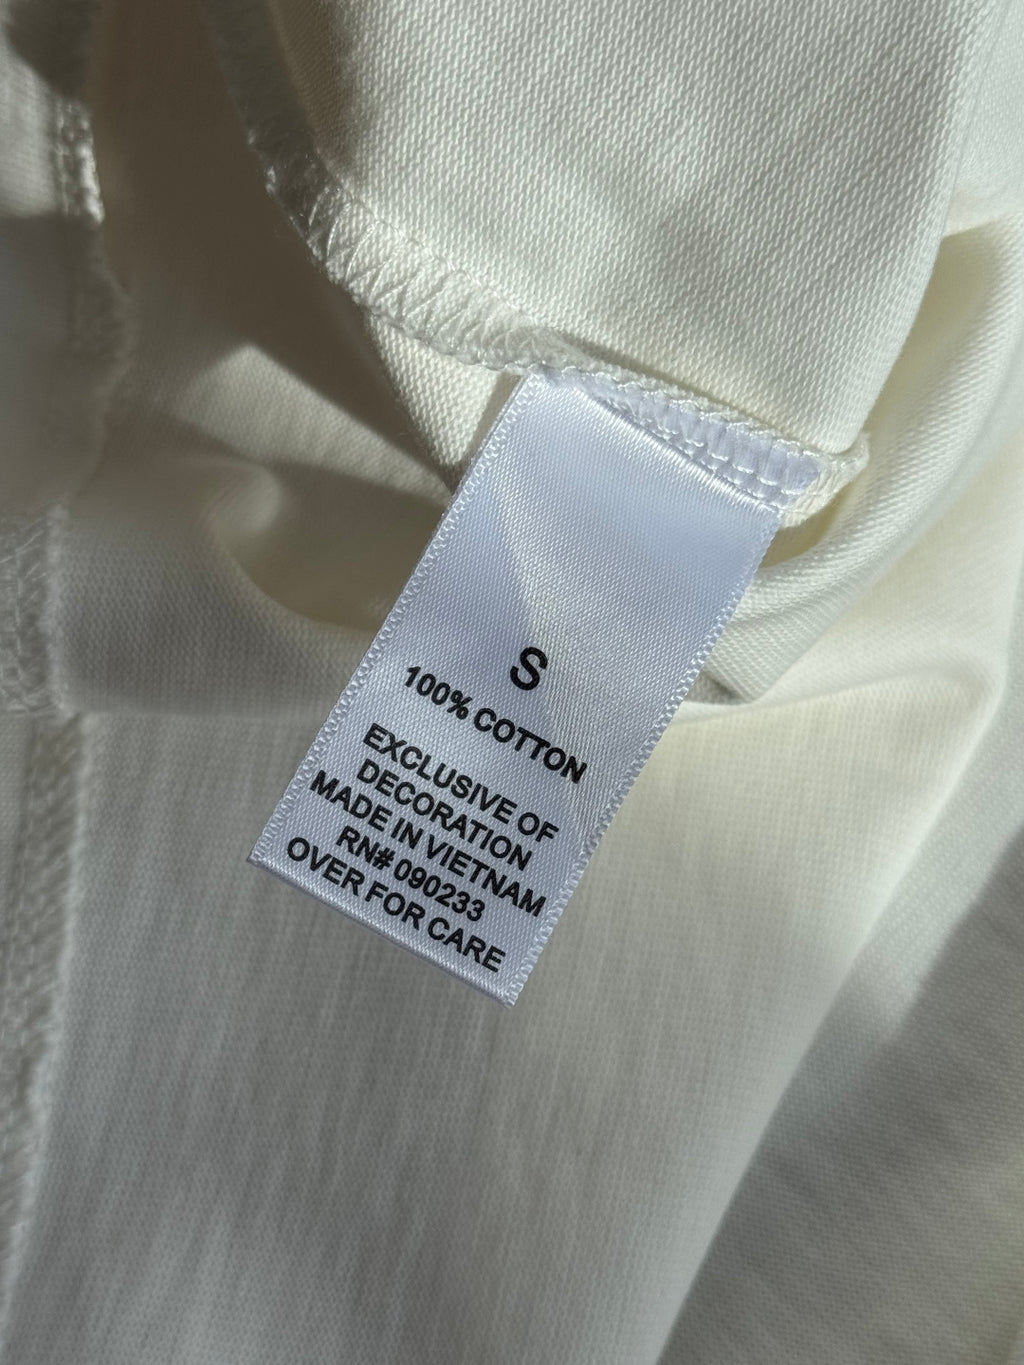 S
100% COTTON
EXCLUSIVE OF
DECORATION
MADE IN VIETNAM
RN# 090233
OVER FOR CARE